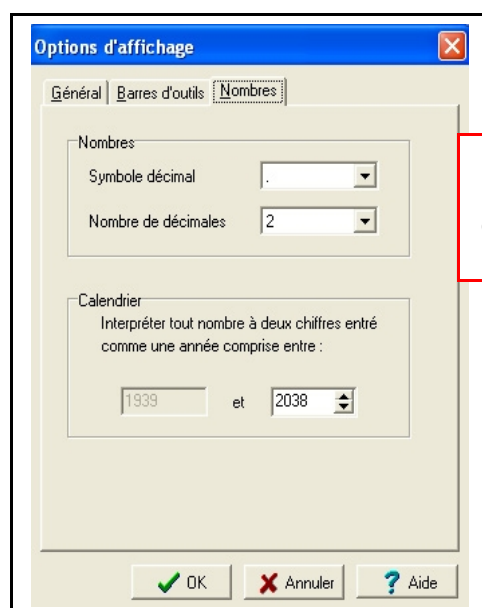 Options d'affichage
Général Barres d'outils Nombres
Nombres
Symbole décimal .
Nombre de décimales 2
Calendrier
Interpréter tout nombre à deux chiffres entré
comme une année comprise entre :
1939 et 2038
OK Annuler ? Aide